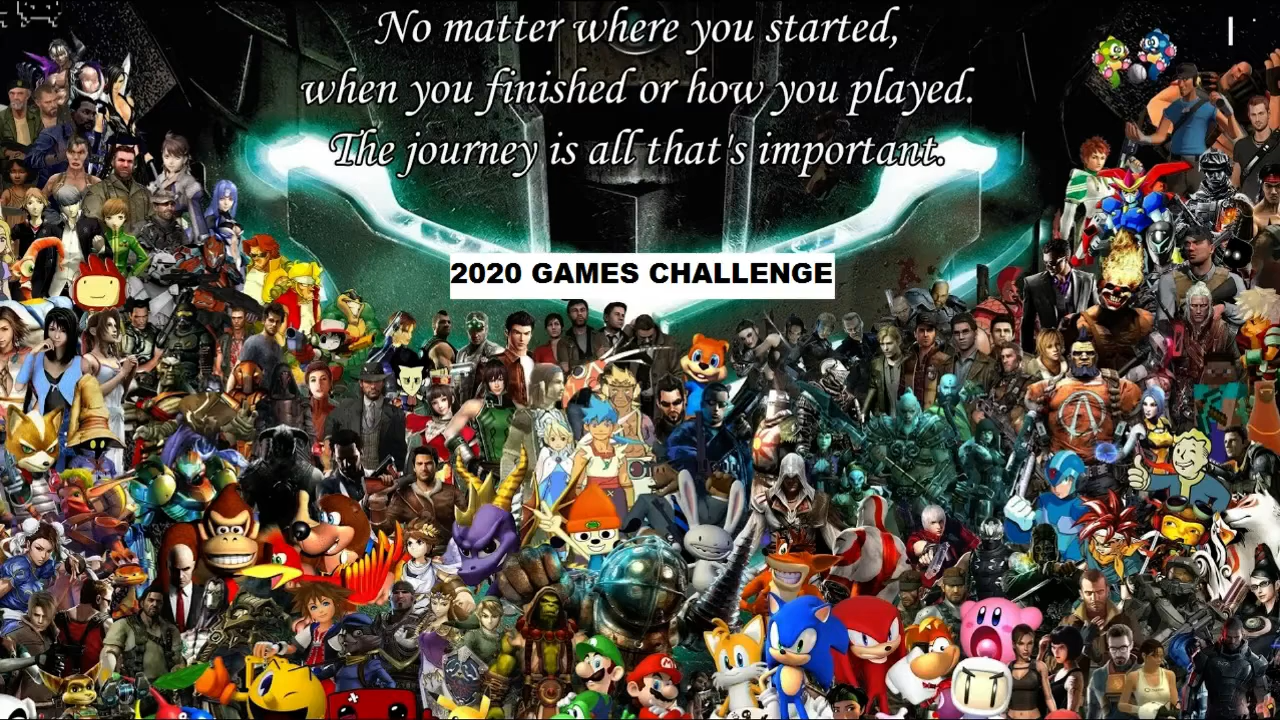 No matter where you started,
when you finished or how you played.
The journey is all that's important.
2020 GAMES CHALLENGE